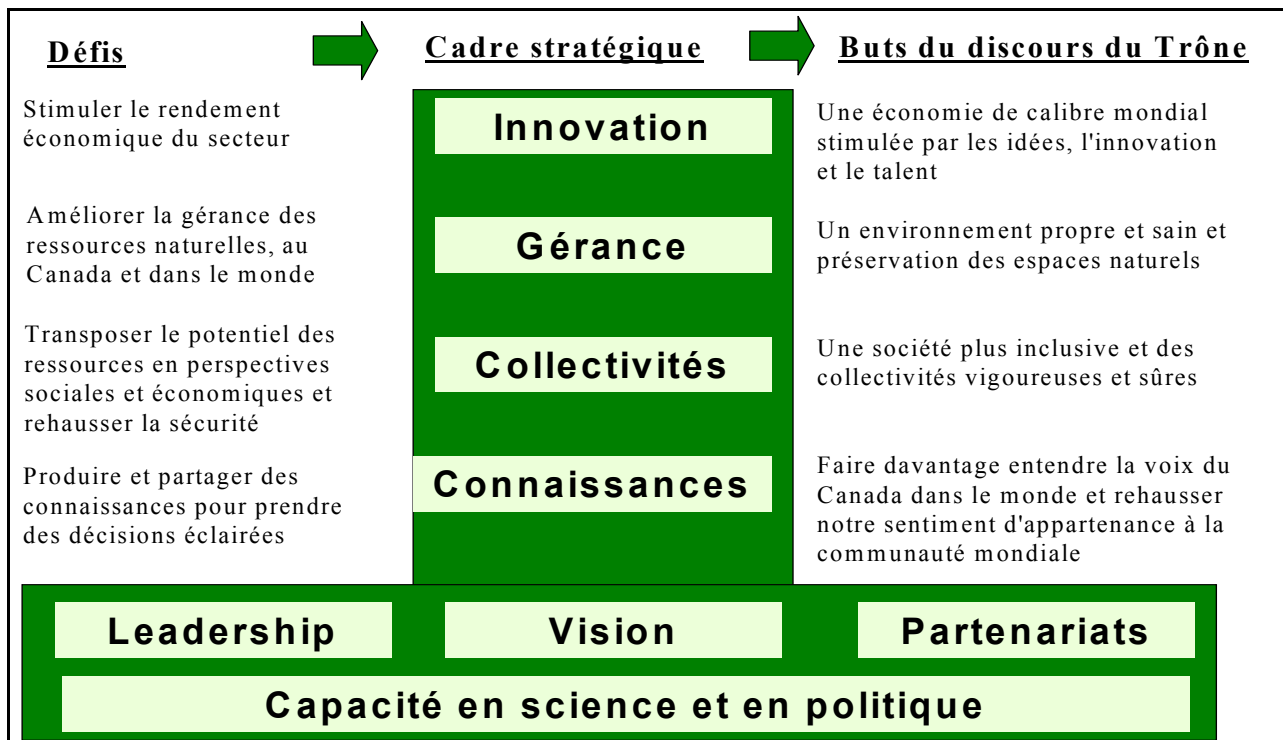 Défis
Cadre stratégique
Buts du discours du Trône
Stimuler le rendement
économique du secteur
Innovation
Une économie de calibre mondial
stimulée par les idées, l'innovation
et le talent
Améliorer la gérance des
ressources naturelles, au
Canada et dans le monde
Gérance
Un environnement propre et sain et
préservation des espaces naturels
Transposer le potentiel des
ressources en perspectives
sociales et économiques et
rehausser la sécurité
Collectivités
Une société plus inclusive et des
collectivités vigoureuses et sûres
Produire et partager des
connaissances pour prendre
des décisions éclairées
Connaissances
Faire davantage entendre la voix du
Canada dans le monde et rehausser
notre sentiment d'appartenance à la
communauté mondiale
Leadership
Vision
Partenariats
Capacité en science et en politique